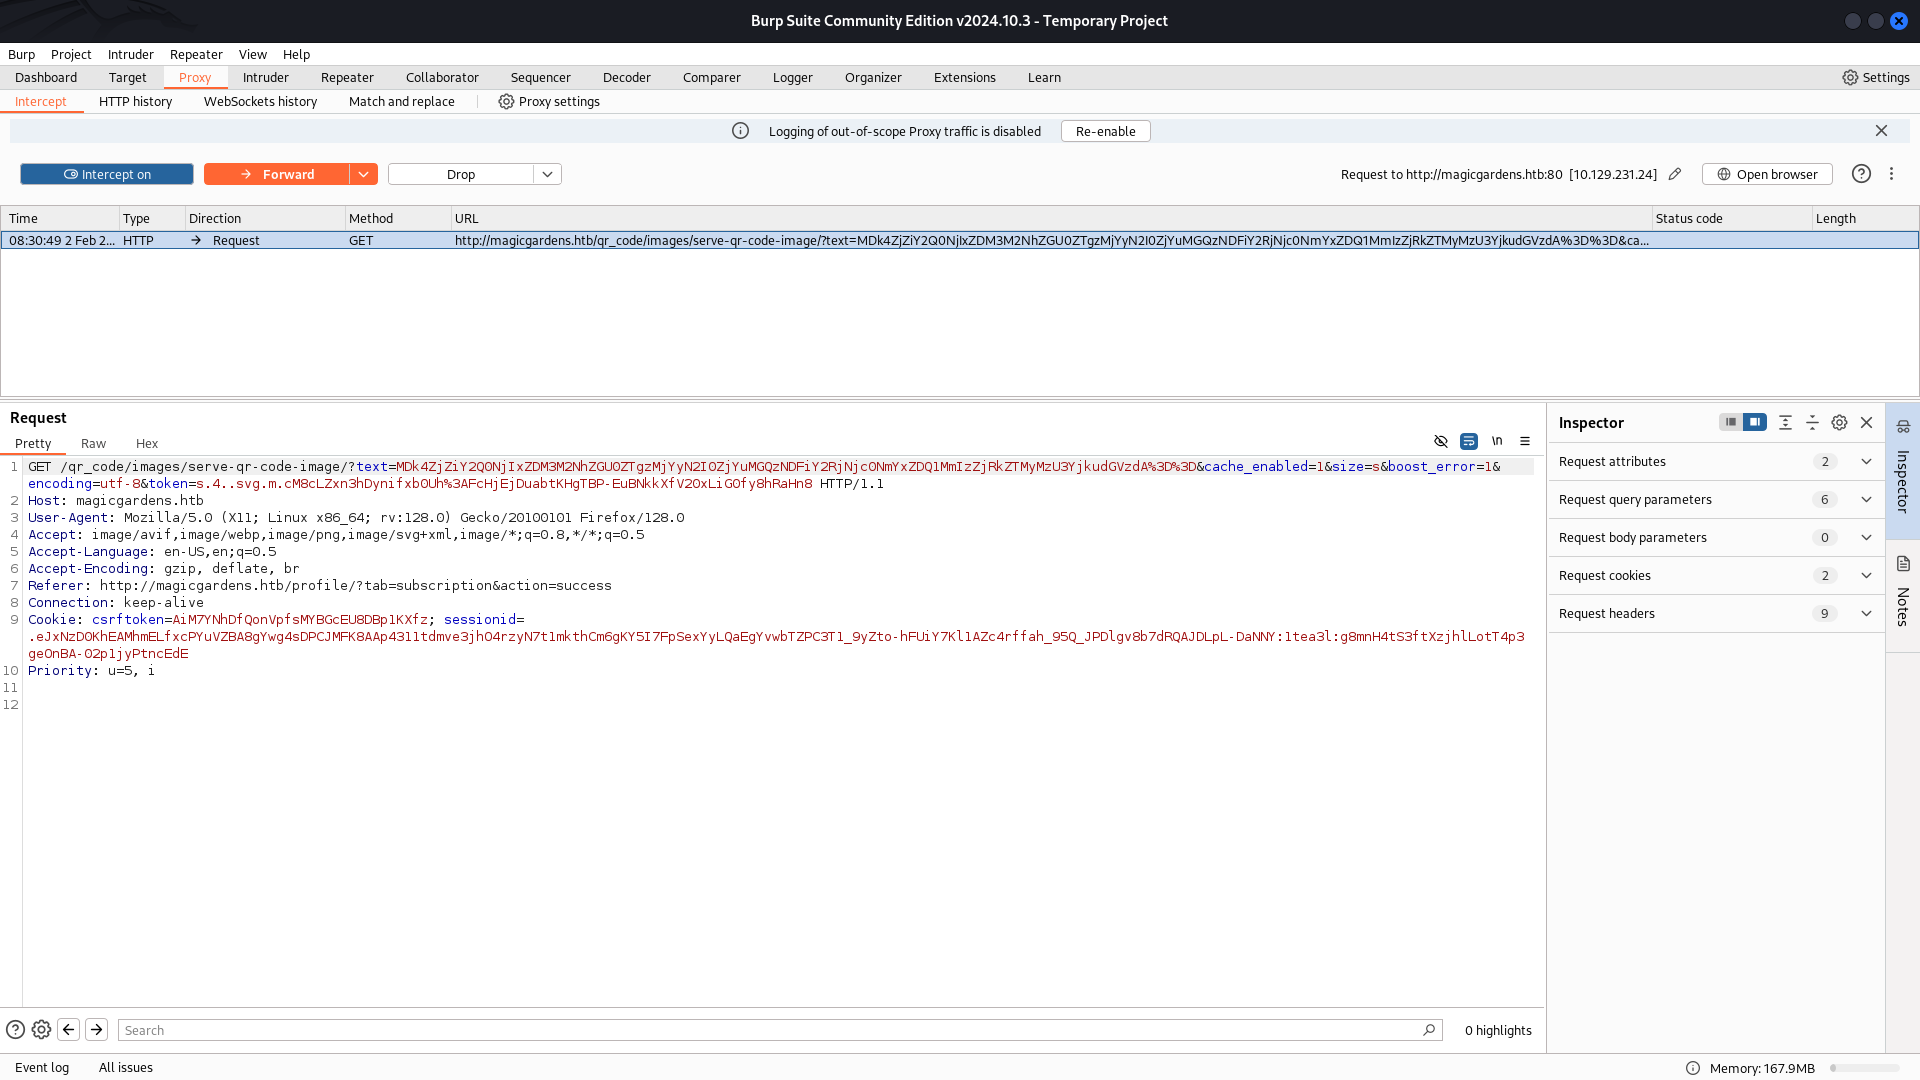 Burp Suite Community Edition v2024.10.3 - Temporary Project
Burp Project Intruder Repeater View Help
Dashboard Target Proxy Intruder Repeater Collaborator Sequencer Decoder Comparer Logger Organizer Extensions Learn Settings
Intercept HTTP history WebSockets history Match and replace Proxy settings
Logging of out-of-scope Proxy traffic is disabled Re-enable
Intercept on Forward Drop Request to http://magicgardens.htb:80 [10.129.231.24] Open browser
Time Type Direction Method URL Status code Length
08:30:49 2 Feb 2... HTTP → Request GET http://magicgardens.htb/qr_code/images/serve-qr-code-image/?text=MDk4ZjZiY2Q0NjIxZDM3M2NhZGU0ZTgzMjYyN2I0ZjYuMGQzNDFiY2RjNjc0NmYxZDQ1MmIzZjRkZTMyMzU3YjkudGVzdA%3D%3D&ca...
Request
Pretty Raw Hex
1 GET /qr_code/images/serve-qr-code-image/?text=MDk4ZjZiY2Q0NjIxZDM3M2NhZGU0ZTgzMjYyN2I0ZjYuMGQzNDFiY2RjNjc0NmYxZDQ1MmIzZjRkZTMyMzU3YjkudGVzdA%3D%3D&cache_enabled=1&size=s&boost_error=1&
encoding=utf-8&token=s.4..svg.m.cM8cLZxn3hDynifxbOUh%3AFcHjEjDuabtKHgTBP-EuBNkkXfV2OxLiGOfy8hRaHn8 HTTP/1.1
2 Host: magicgardens.htb
3 User-Agent: Mozilla/5.0 (X11; Linux x86_64; rv:128.0) Gecko/20100101 Firefox/128.0
4 Accept: image/avif,image/webp,image/png,image/svg+xml,image/*;q=0.8,*/*;q=0.5
5 Accept-Language: en-US,en;q=0.5
6 Accept-Encoding: gzip, deflate, br
7 Referer: http://magicgardens.htb/profile/?tab=subscription&action=success
8 Connection: keep-alive
9 Cookie: csrftoken=AiM7YNhDfQonVpfsMYBGcEU8DBp1KXfz; sessionid=
.eJxNzDOKhEAMhmELfxcPYuVZBA8gYwg4sDPCJMFK8AAp4311tdmve3jhO4rzyN7t1mkthCm6gKY5I7FpSexYyLQaEgYvwbTZPC3T1_9yZto-hFUiY7Kl1AZc4rffah_95Q_JPDlgv8b7dRQAJDLpL-DaNNY:1tea3l:g8mnH4tS3ftXzjhlLotT4p3
geOnBA-02p1jyPtncEdE
10 Priority: u=5, i
11
12
Inspector
Request attributes 2
Request query parameters 6
Request body parameters 0
Request cookies 2
Request headers 9
Inspector
Notes
Search 0 highlights
Event log All issues Memory: 167.9MB